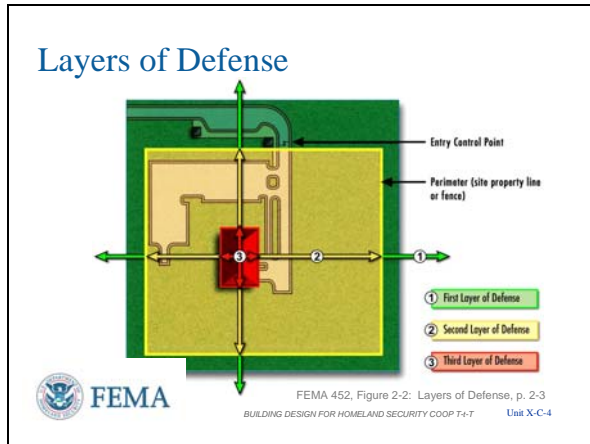 Layers of Defense
Entry Control Point
Perimeter (site property line
or fence)
3
2
1
1 First Layer of Defense
2 Second Layer of Defense
3 Third Layer of Defense
FEMA
FEMA 452, Figure 2-2: Layers of Defense, p. 2-3
BUILDING DESIGN FOR HOMELAND SECURITY COOP T-t-T Unit X-C-4